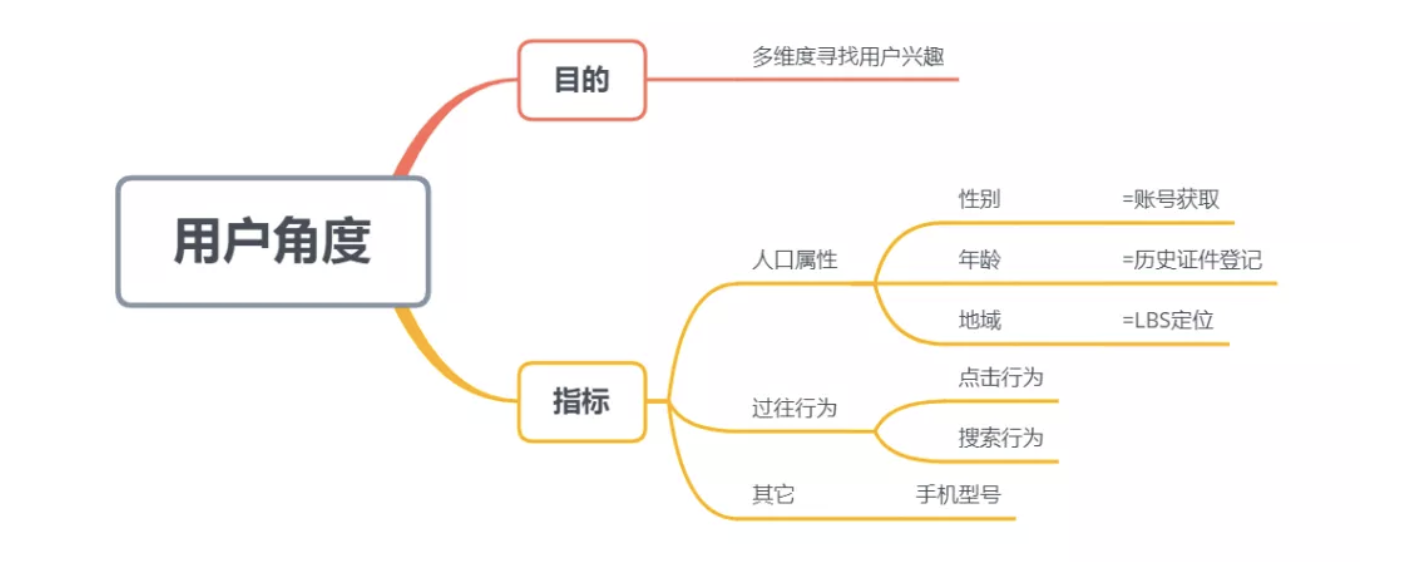 目的
多维度寻找用户兴趣
用户角度
指标
人口属性
性别 =账号获取
年龄 =历史证件登记
地域 =LBS定位
过往行为
点击行为
搜索行为
其它 手机型号